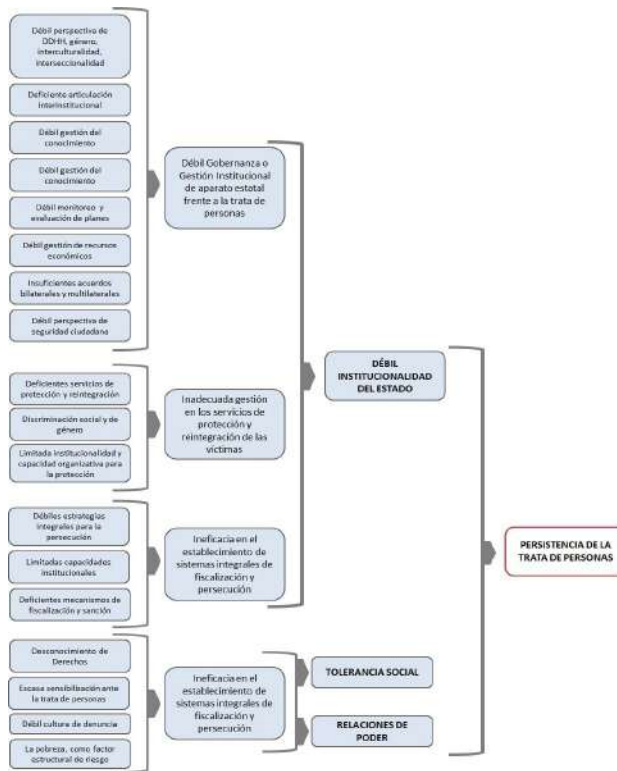 Débil perspectiva de
DDHH, género,
interculturalidad,
interseccionalidad
Deficiente articulación
interinstitucional
Débil gestión del
conocimiento
Débil gestión del
conocimiento
Débil monitoreo y
evaluación de planes
Débil gestión de recursos
económicos
Insuficientes acuerdos
bilaterales y multilaterales
Débil perspectiva de
seguridad ciudadana
Débil Gobernanza o
Gestión Institucional
de aparato estatal
frente a la trata de
personas
Deficientes servicios de
protección y reintegración
Discriminación social y de
género
Limitada institucionalidad y
capacidad organizativa para
la protección
Inadecuada gestión
en los servicios de
protección y
reintegración de las
víctimas
Débiles estrategias
integrales para la
persecución
Limitadas capacidades
institucionales
Deficientes mecanismos de
fiscalización y sanción
Ineficacia en el
establecimiento de
sistemas integrales de
fiscalización y
persecución
DÉBIL
INSTITUCIONALIDAD
DEL ESTADO
Desconocimiento de
Derechos
Escasa sensibilización ante
la trata de personas
Débil cultura de denuncia
La pobreza, como factor
estructural de riesgo
Ineficacia en el
establecimiento de
sistemas integrales de
fiscalización y
persecución
TOLERANCIA SOCIAL
RELACIONES DE
PODER
PERSISTENCIA DE LA
TRATA DE PERSONAS